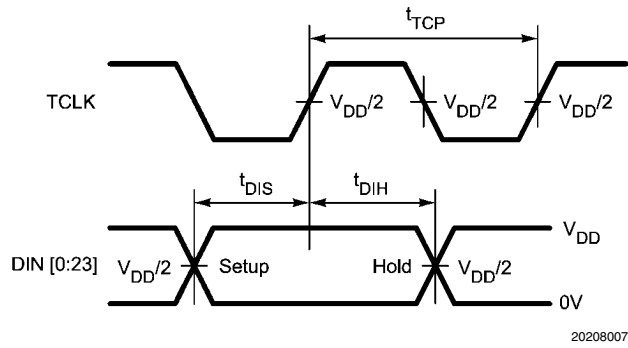 tTCP
TCLK
VDD/2
VDD/2
VDD/2
tDIS
tDIH
VDD
DIN [0:23]
VDD/2
Setup
Hold
VDD/2
0V
20208007